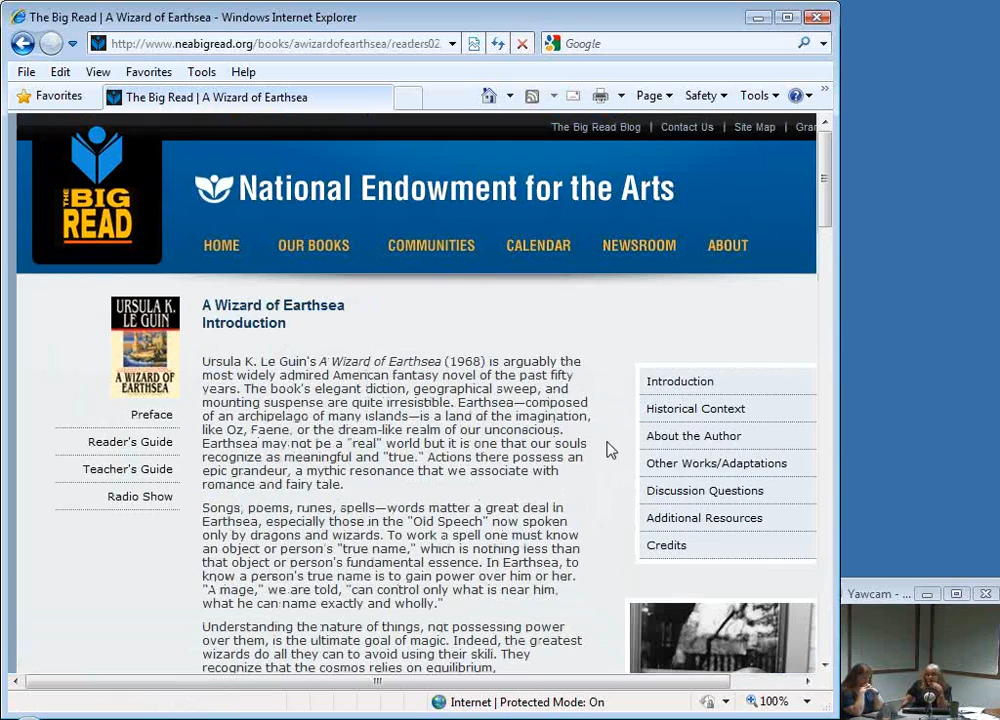 The Big Read | A Wizard of Earthsea - Windows Internet Explorer
http://www.neabigread.org/books/awizardofearthsea/readers02.
Google
File Edit View Favorites Tools Help
Favorites
The Big Read | A Wizard of Earthsea
Page Safety Tools
The Big Read Blog | Contact Us | Site Map | Gra
THE BIG READ
National Endowment for the Arts
HOME OUR BOOKS COMMUNITIES CALENDAR NEWSROOM ABOUT
URSULA K.
LE GUIN
A WIZARD
OF EARTHSEA
Preface
Reader's Guide
Teacher's Guide
Radio Show
A Wizard of Earthsea
Introduction
Ursula K. Le Guin's A Wizard of Earthsea (1968) is arguably the
most widely admired American fantasy novel of the past fifty
years. The book's elegant diction, geographical sweep, and
mounting suspense are quite irresistible. Earthsea—composed
of an archipelago of many islands—is a land of the imagination,
like Oz, Faerie, or the dream-like realm of our unconscious.
Earthsea may not be a "real" world but it is one that our souls
recognize as meaningful and "true." Actions there possess an
epic grandeur, a mythic resonance that we associate with
romance and fairy tale.
Songs, poems, runes, spells—words matter a great deal in
Earthsea, especially those in the "Old Speech" now spoken
only by dragons and wizards. To work a spell one must know
an object or person's "true name," which is nothing less than
that object or person's fundamental essence. In Earthsea, to
know a person's true name is to gain power over him or her.
"A mage," we are told, "can control only what is near him,
what he can name exactly and wholly."
Understanding the nature of things, not possessing power
over them, is the ultimate goal of magic. Indeed, the greatest
wizards do all they can to avoid using their skill. They
recognize that the cosmos relies on equilibrium,
Introduction
Historical Context
About the Author
Other Works/Adaptations
Discussion Questions
Additional Resources
Credits
Yawcam - ...
Internet | Protected Mode: On
100%